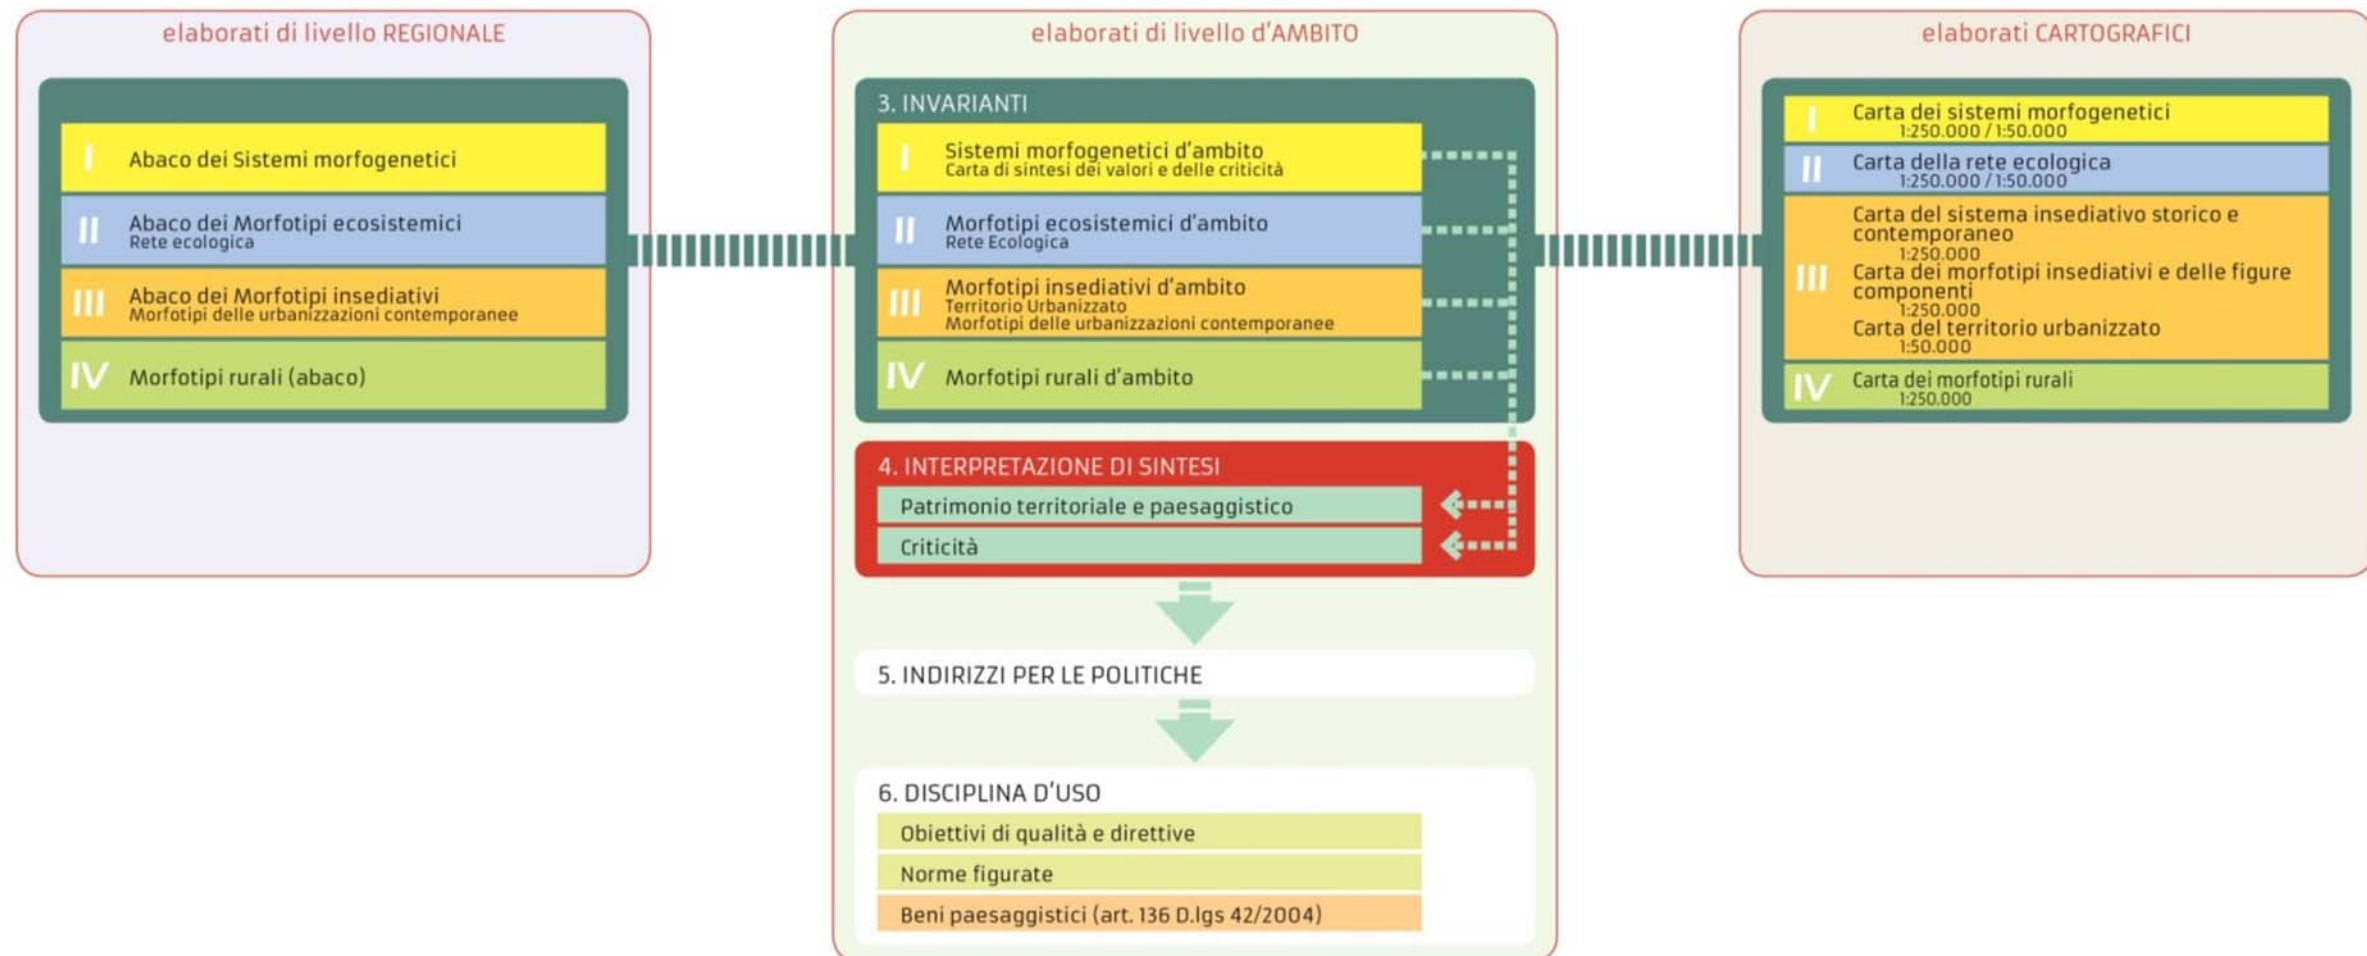 elaborati di livello REGIONALE
I
Abaco dei Sistemi morfogenetici
II
Abaco dei Morfotipi ecosistemici
Rete ecologica
III
Abaco dei Morfotipi insediativi
Morfotipi delle urbanizzazioni contemporanee
IV
Morfotipi rurali (abaco)
elaborati di livello d'AMBITO
3. INVARIANTI
I
Sistemi morfogenetici d'ambito
Carta di sintesi dei valori e delle criticità
II
Morfotipi ecosistemici d'ambito
Rete Ecologica
III
Morfotipi insediativi d'ambito
Territorio Urbanizzato
Morfotipi delle urbanizzazioni contemporanee
IV
Morfotipi rurali d'ambito
4. INTERPRETAZIONE DI SINTESI
Patrimonio territoriale e paesaggistico
Criticità
5. INDIRIZZI PER LE POLITICHE
6. DISCIPLINA D'USO
Obiettivi di qualità e direttive
Norme figurate
Beni paesaggistici (art. 136 D.lgs 42/2004)
elaborati CARTOGRAFICI
I
Carta dei sistemi morfogenetici
1:250.000 / 1:50.000
II
Carta della rete ecologica
1:250.000 / 1:50.000
III
Carta del sistema insediativo storico e
contemporaneo
1:250.000
Carta dei morfotipi insediativi e delle figure
componenti
1:250.000
Carta del territorio urbanizzato
1:50.000
IV
Carta dei morfotipi rurali
1:250.000